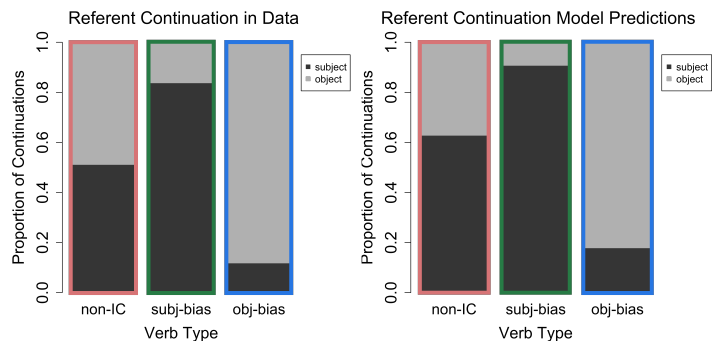 Referent Continuation in Data
Proportion of Continuations
1.0
0.8
0.6
0.4
0.2
0.0
subject
object
non-IC subj-bias obj-bias
Verb Type
Referent Continuation Model Predictions
Proportion of Continuations
1.0
0.8
0.6
0.4
0.2
0.0
subject
object
non-IC subj-bias obj-bias
Verb Type